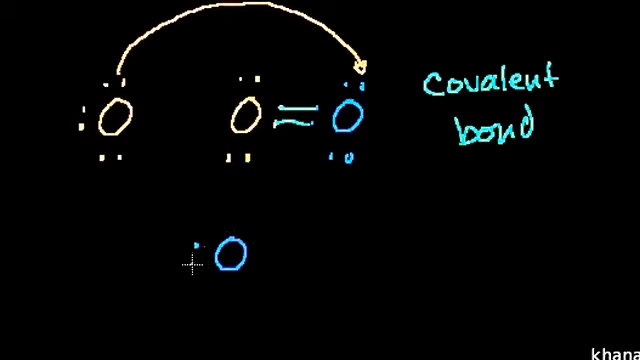 O O = O
covalent
bond
O
khana